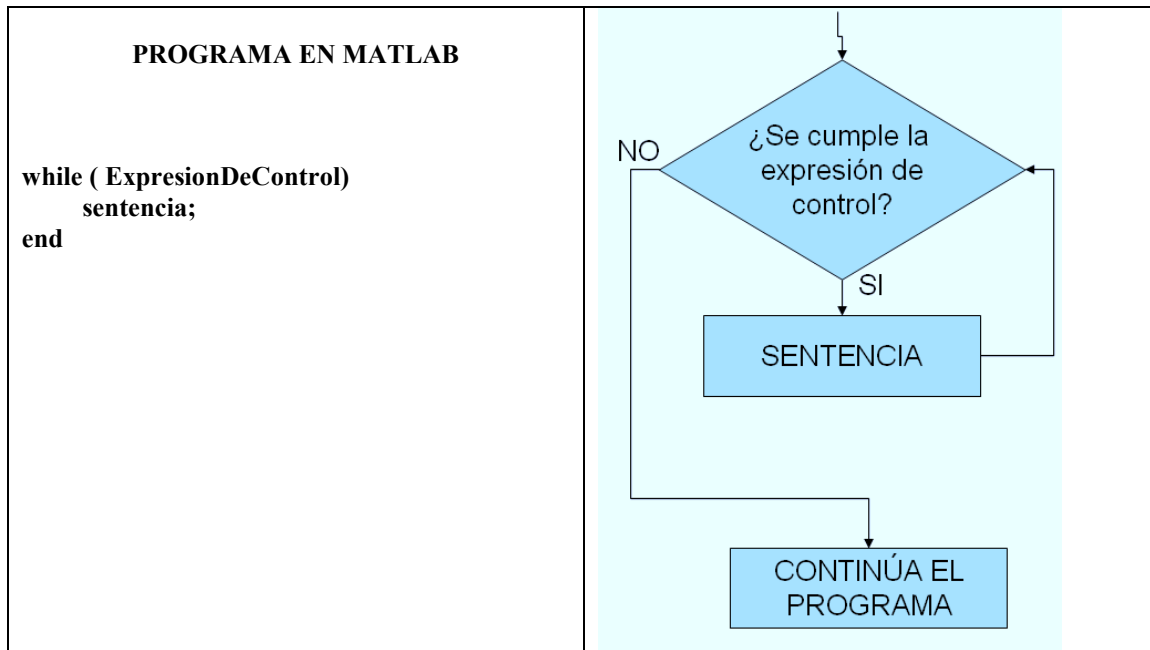 PROGRAMA EN MATLAB
while ( ExpresionDeControl)
sentencia;
end
¿Se cumple la
expresión de
control?
NO
SI
SENTENCIA
CONTINÚA EL
PROGRAMA